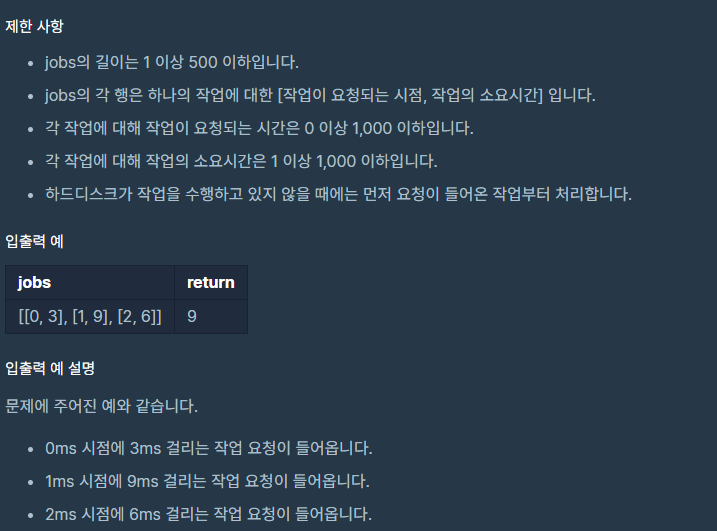 제한 사항
• jobs의 길이는 1 이상 500 이하입니다.
• jobs의 각 행은 하나의 작업에 대한 [작업이 요청되는 시점, 작업의 소요시간] 입니다.
• 각 작업에 대해 작업이 요청되는 시간은 0 이상 1,000 이하입니다.
• 각 작업에 대해 작업의 소요시간은 1 이상 1,000 이하입니다.
• 하드디스크가 작업을 수행하고 있지 않을 때에는 먼저 요청이 들어온 작업부터 처리합니다.
입출력 예
jobs return
[[0, 3], [1, 9], [2, 6]] 9
입출력 예 설명
문제에 주어진 예와 같습니다.
• 0ms 시점에 3ms 걸리는 작업 요청이 들어옵니다.
• 1ms 시점에 9ms 걸리는 작업 요청이 들어옵니다.
• 2ms 시점에 6ms 걸리는 작업 요청이 들어옵니다.